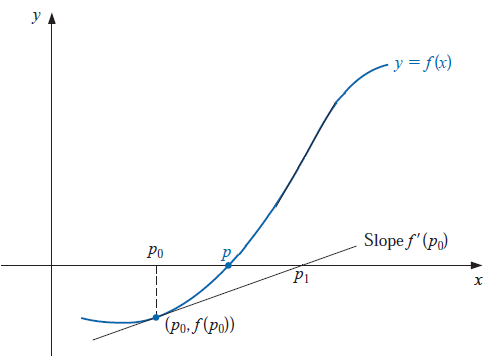 y
y = f(x)
Slope f′(p₀)
p₀
p
p₁
x
(p₀, f(p₀))